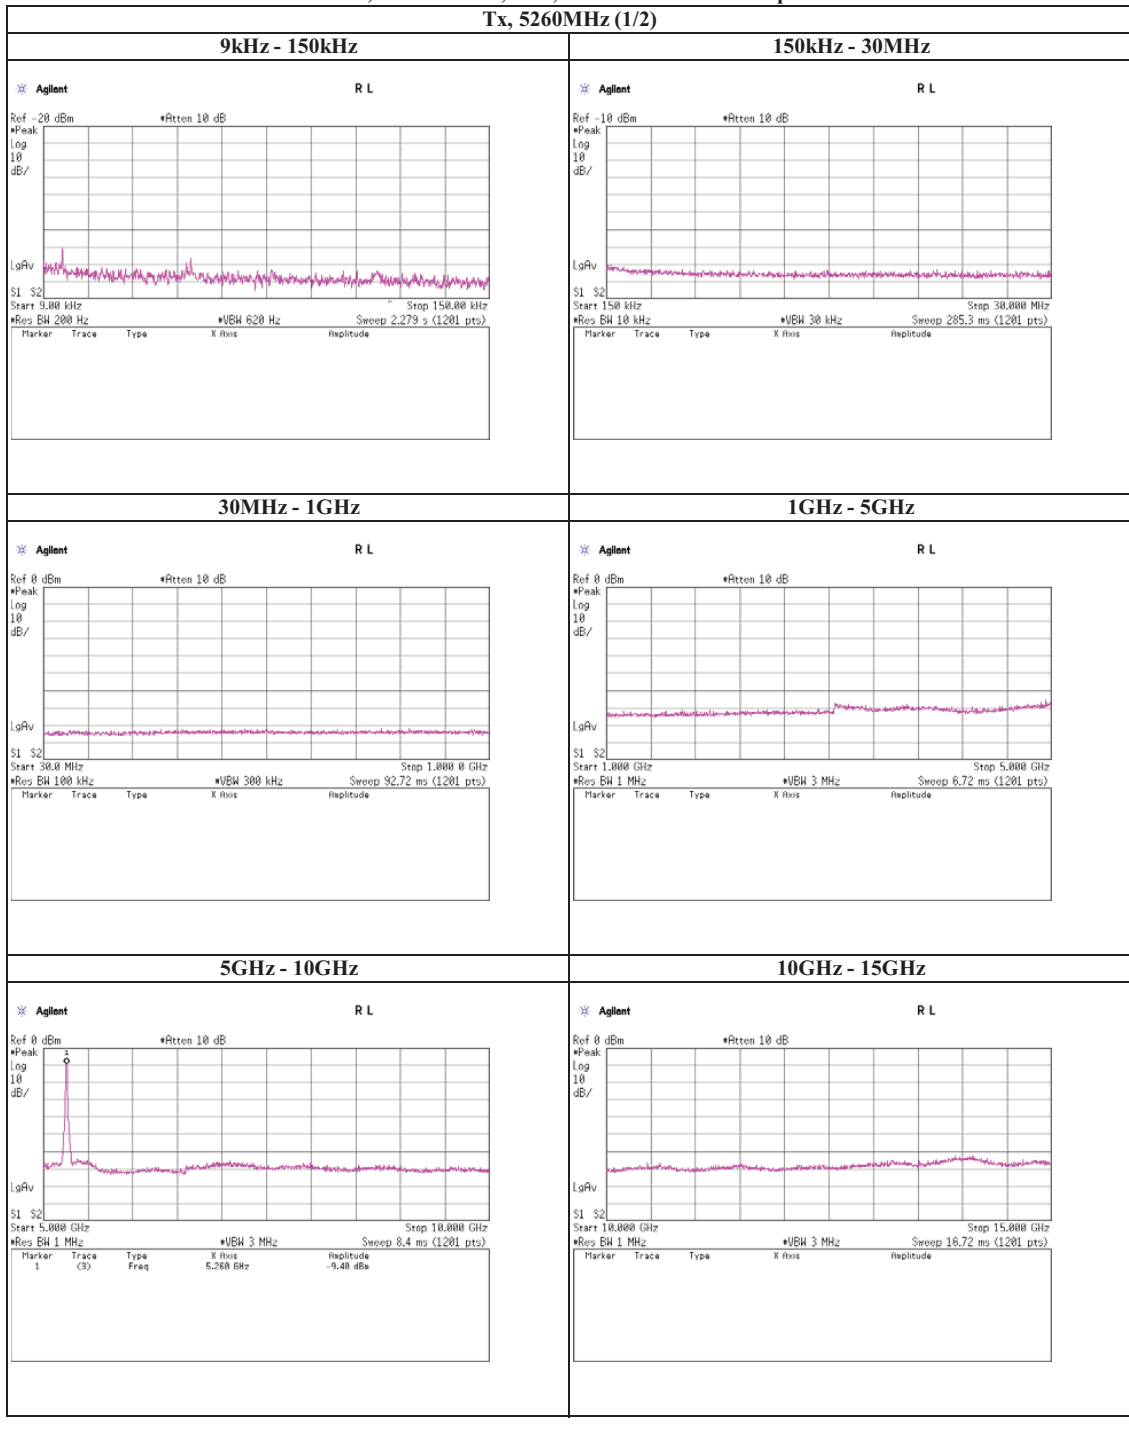 Tx, 5260MHz (1/2)
9kHz - 150kHz
Agilent R L
Ref -20 dBm #Atten 10 dB
#Peak
Log
10
dB/
LgAv
S1 S2
Start 9.00 kHz ^ Stop 150.00 kHz
#Res BW 200 Hz #VBW 620 Hz Sweep 2.279 s (1201 pts)
Marker Trace Type X Axis Amplitude
150kHz - 30MHz
Agilent R L
Ref -10 dBm #Atten 10 dB
#Peak
Log
10
dB/
LgAv
S1 S2
Start 150 kHz Stop 30.000 MHz
#Res BW 10 kHz #VBW 30 kHz Sweep 285.3 ms (1201 pts)
Marker Trace Type X Axis Amplitude
30MHz - 1GHz
Agilent R L
Ref 0 dBm #Atten 10 dB
#Peak
Log
10
dB/
LgAv
S1 S2
Start 30.0 MHz Stop 1.000 0 GHz
#Res BW 100 kHz #VBW 300 kHz Sweep 92.72 ms (1201 pts)
Marker Trace Type X Axis Amplitude
1GHz - 5GHz
Agilent R L
Ref 0 dBm #Atten 10 dB
#Peak
Log
10
dB/
LgAv
S1 S2
Start 1.000 GHz Stop 5.000 GHz
#Res BW 1 MHz #VBW 3 MHz Sweep 6.72 ms (1201 pts)
Marker Trace Type X Axis Amplitude
5GHz - 10GHz
Agilent R L
Ref 0 dBm #Atten 10 dB
#Peak
1
Log
10
dB/
LgAv
S1 S2
Start 5.000 GHz Stop 10.000 GHz
#Res BW 1 MHz #VBW 3 MHz Sweep 8.4 ms (1201 pts)
Marker Trace Type X Axis Amplitude
1 (3) Freq 5.260 GHz -9.40 dBm
10GHz - 15GHz
Agilent R L
Ref 0 dBm #Atten 10 dB
#Peak
Log
10
dB/
LgAv
S1 S2
Start 10.000 GHz Stop 15.000 GHz
#Res BW 1 MHz #VBW 3 MHz Sweep 16.72 ms (1201 pts)
Marker Trace Type X Axis Amplitude